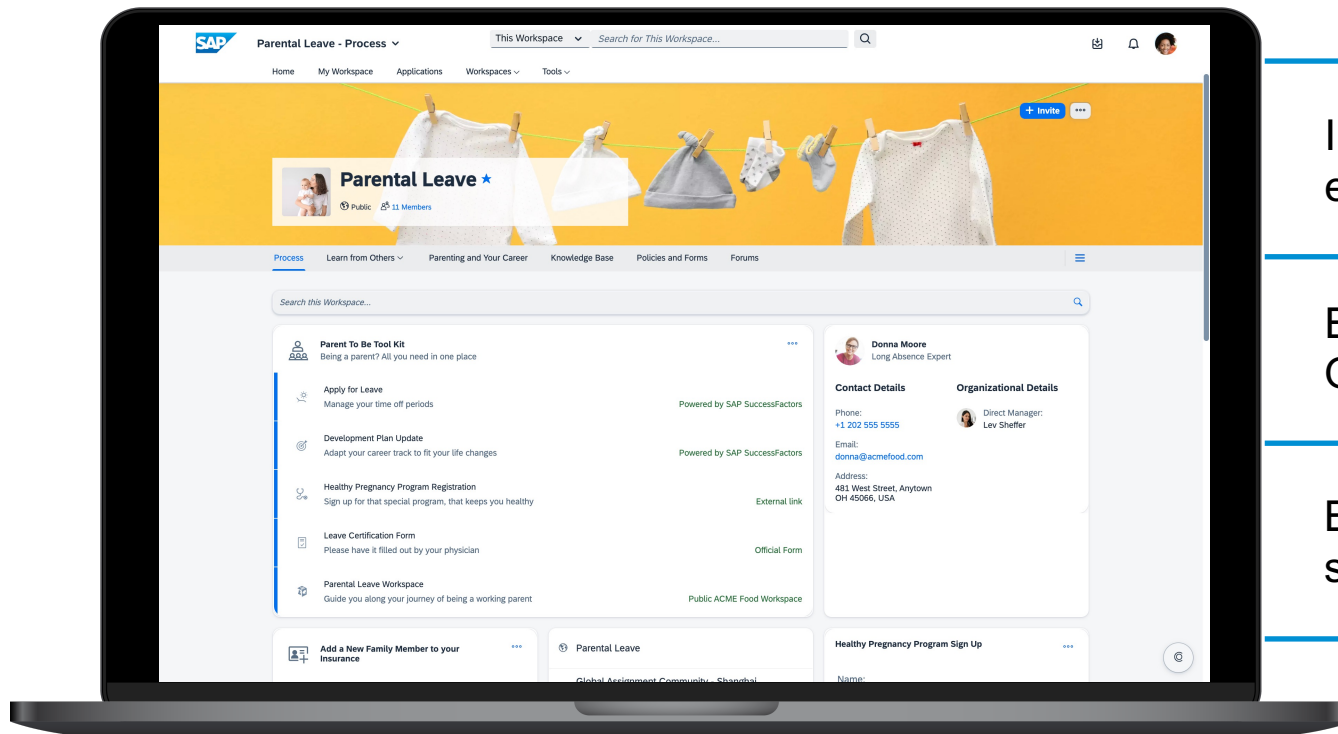 SAP
Parental Leave - Process
This Workspace
Search for This Workspace...
Home
My Workspace
Applications
Workspaces
Tools
+ Invite
Parental Leave
Public
11 Members
Process
Learn from Others
Parenting and Your Career
Knowledge Base
Policies and Forms
Forums
Search this Workspace...
Parent To Be Tool Kit
Being a parent? All you need in one place
Apply for Leave
Manage your time off periods
Powered by SAP SuccessFactors
Development Plan Update
Adapt your career track to fit your life changes
Powered by SAP SuccessFactors
Healthy Pregnancy Program Registration
Sign up for that special program, that keeps you healthy
External link
Leave Certification Form
Please have it filled out by your physician
Official Form
Parental Leave Workspace
Guide you along your journey of being a working parent
Public ACME Food Workspace
Donna Moore
Long Absence Expert
Contact Details
Organizational Details
Phone:
+1 202 555 5555
Direct Manager:
Lev Sheffer
Email:
donna@acmefood.com
Address:
481 West Street, Anytown
OH 45066, USA
Add a New Family Member to your
Insurance
Parental Leave
Global Assignment Community - Shanghai
Healthy Pregnancy Program Sign Up
Name: